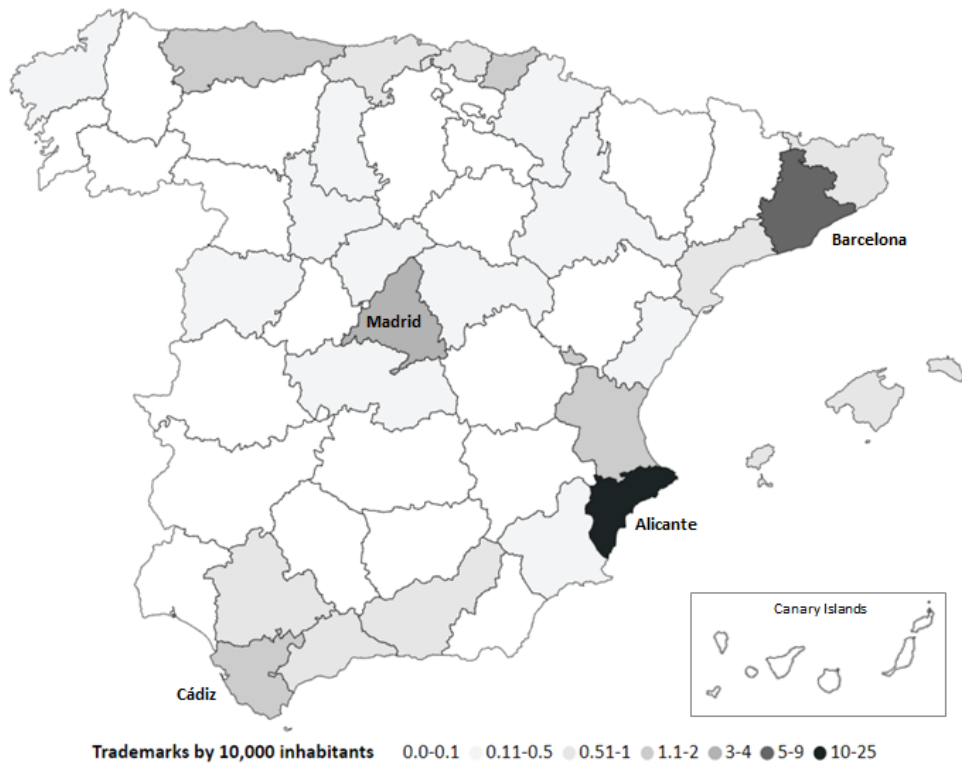 Barcelona
Madrid
Alicante
Canary Islands
Cádiz
Trademarks by 10,000 inhabitants 0.0-0.1 0.11-0.5 0.51-1 1.1-2 3-4 5-9 10-25